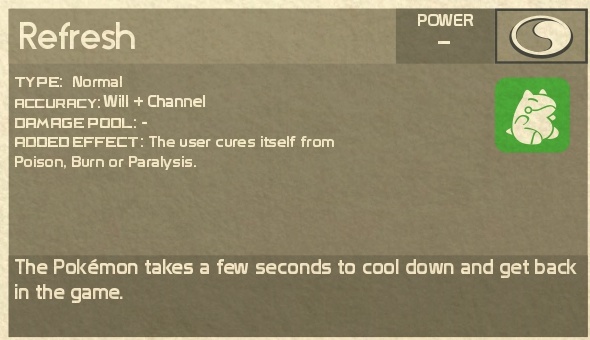 Refresh
POWER
–
TYPE: Normal
ACCURACY: Will + Channel
DAMAGE POOL: -
ADDED EFFECT: The user cures itself from
Poison, Burn or Paralysis.
The Pokémon takes a few seconds to cool down and get back
in the game.